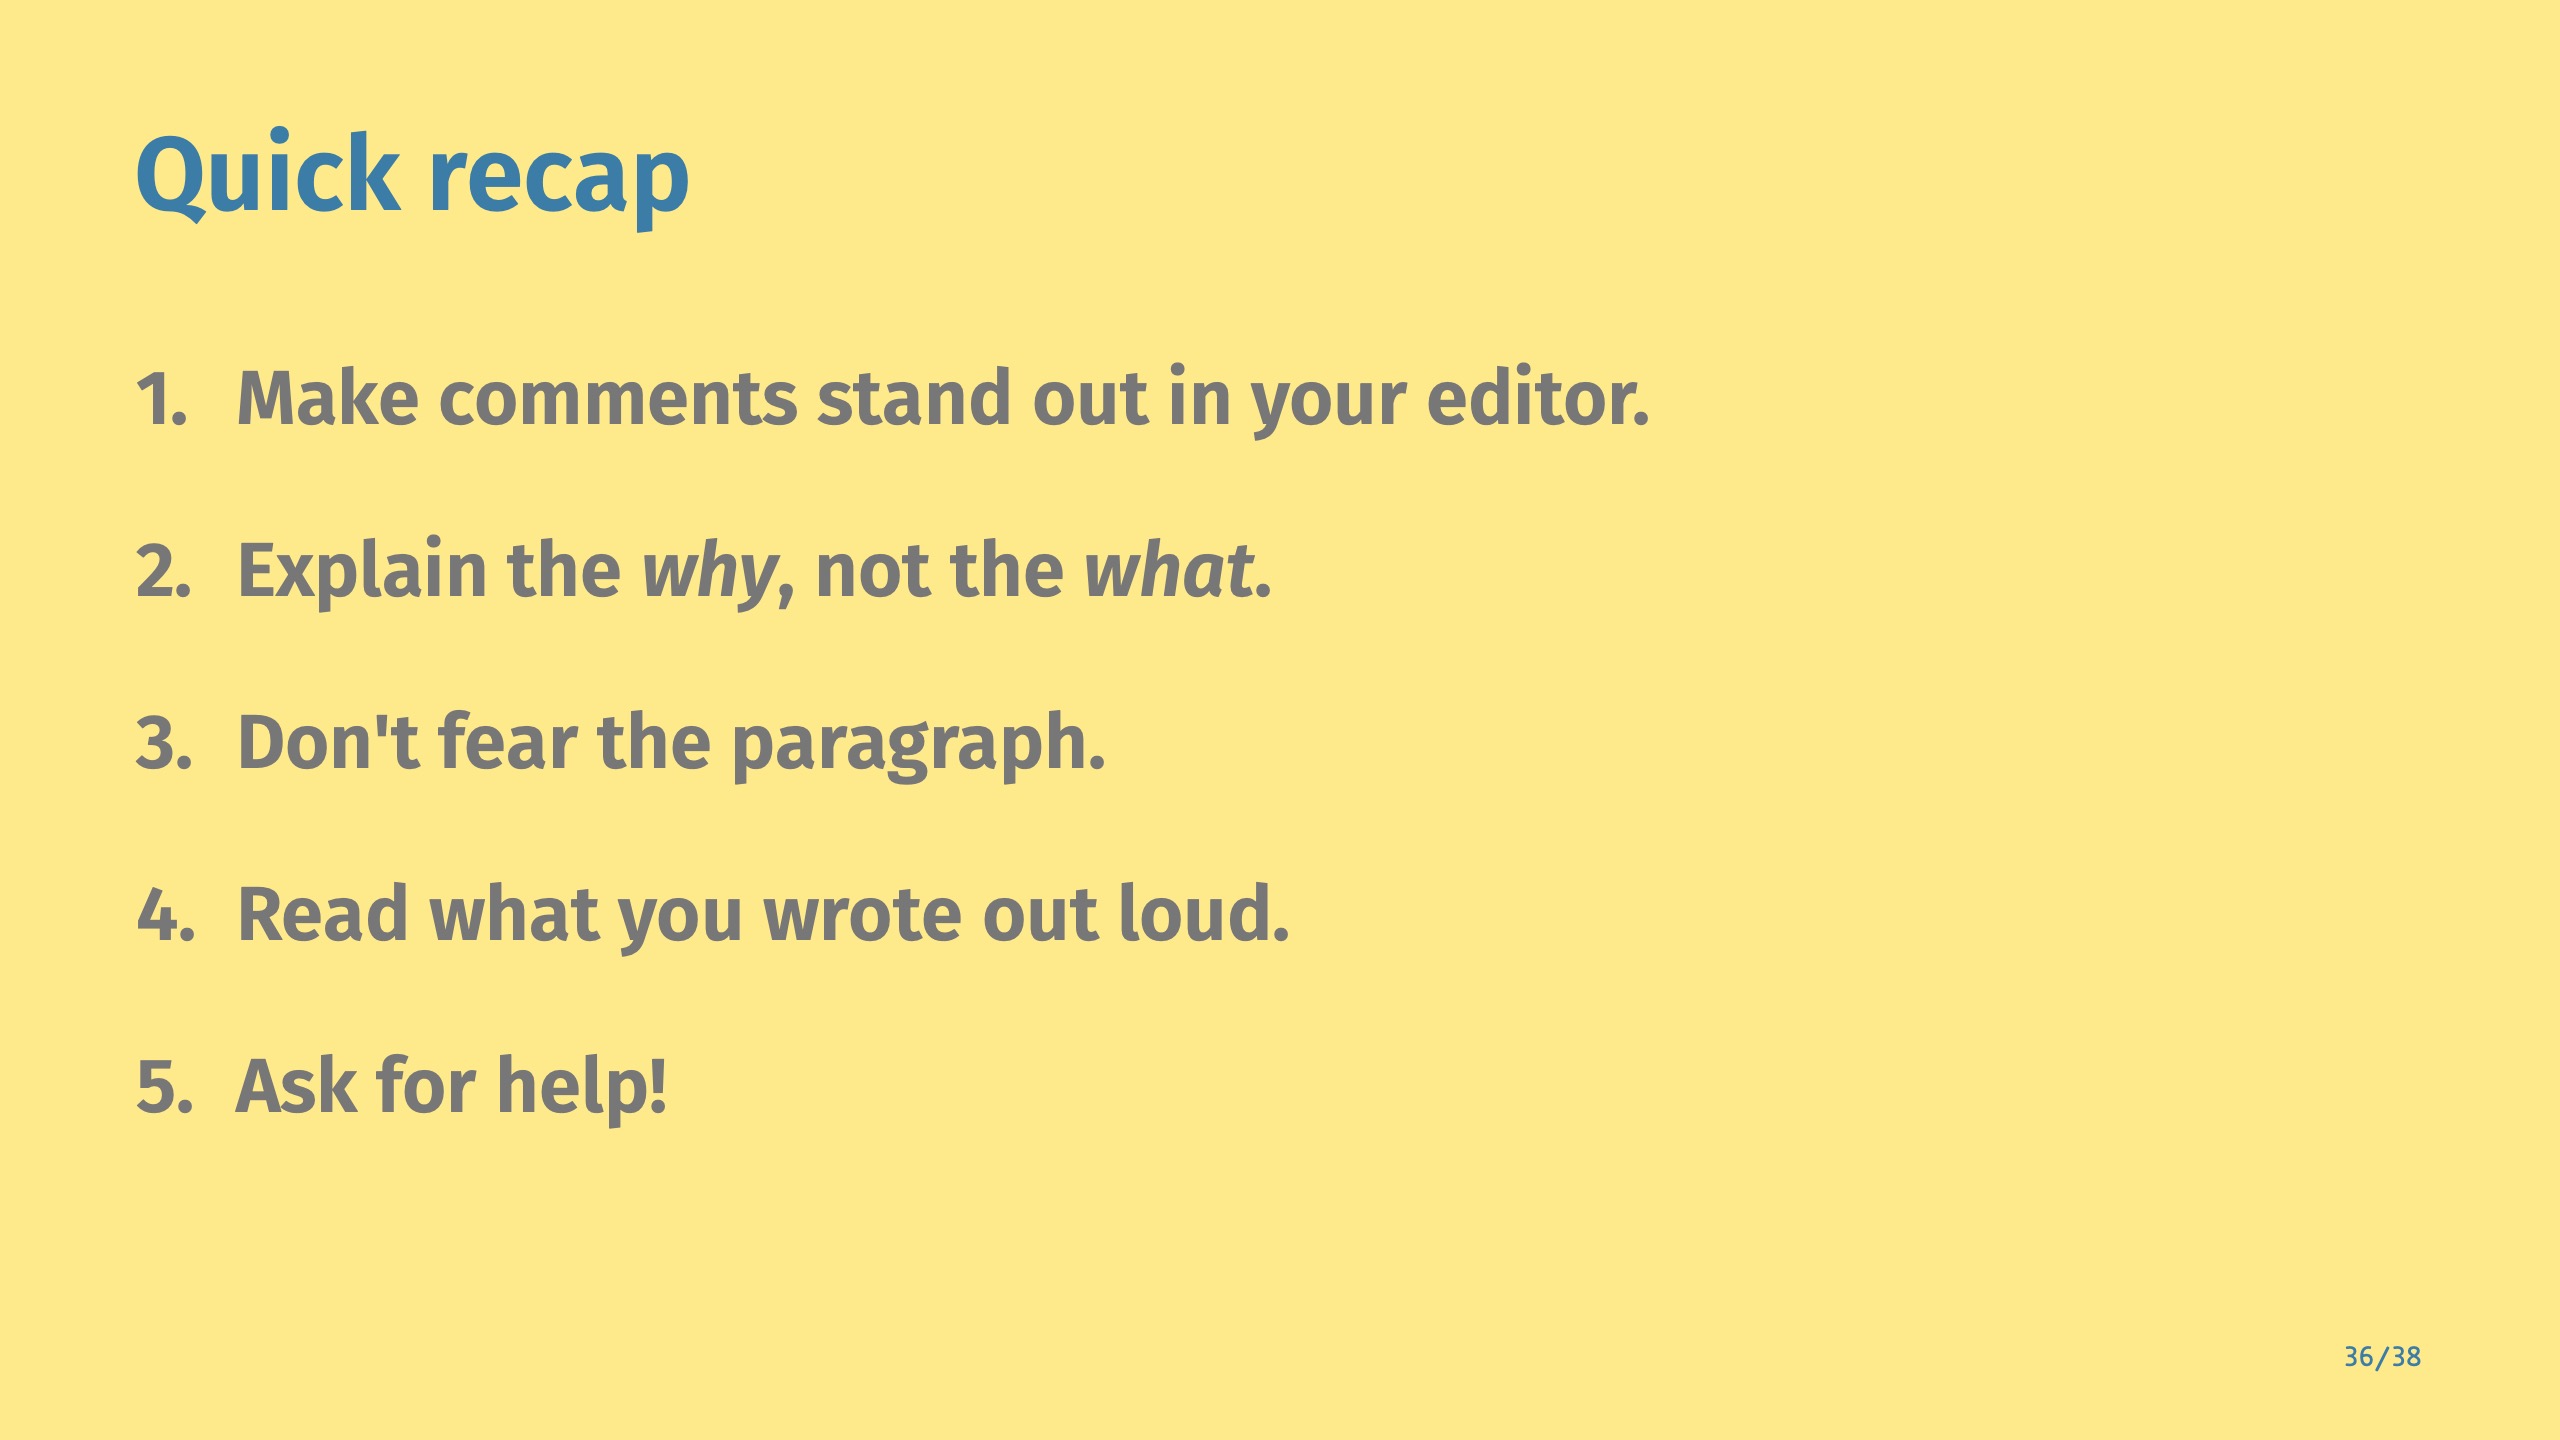 Quick recap
1. Make comments stand out in your editor.
2. Explain the why, not the what.
3. Don't fear the paragraph.
4. Read what you wrote out loud.
5. Ask for help!
36/38